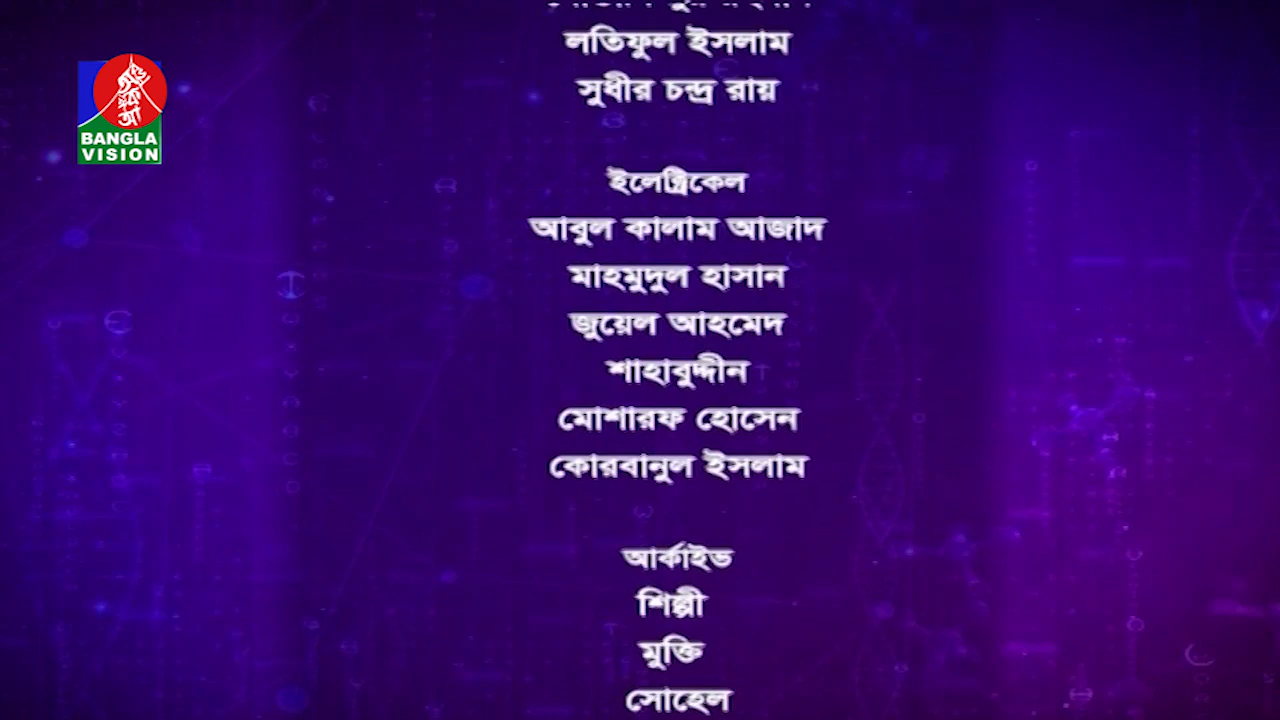 লতিফুল ইসলাম
সুধীর চন্দ্র রায়
BANGLA
VISION
ইলেক্ট্রিকেল
আবুল কালাম আজাদ
মাহমুদুল হাসান
জুয়েল আহমেদ
শাহাবুদ্দীন
মোশারফ হোসেন
কোরবানুল ইসলাম
আর্কাইভ
শিল্পী
মুক্তি
সোহেল